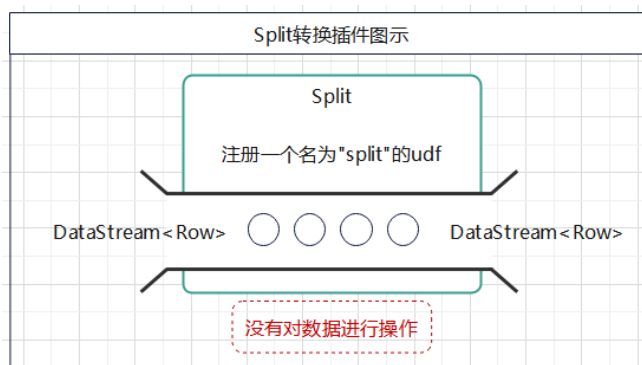 Split转换插件图示
Split
注册一个名为"split"的udf
DataStream<Row>
DataStream<Row>
没有对数据进行操作